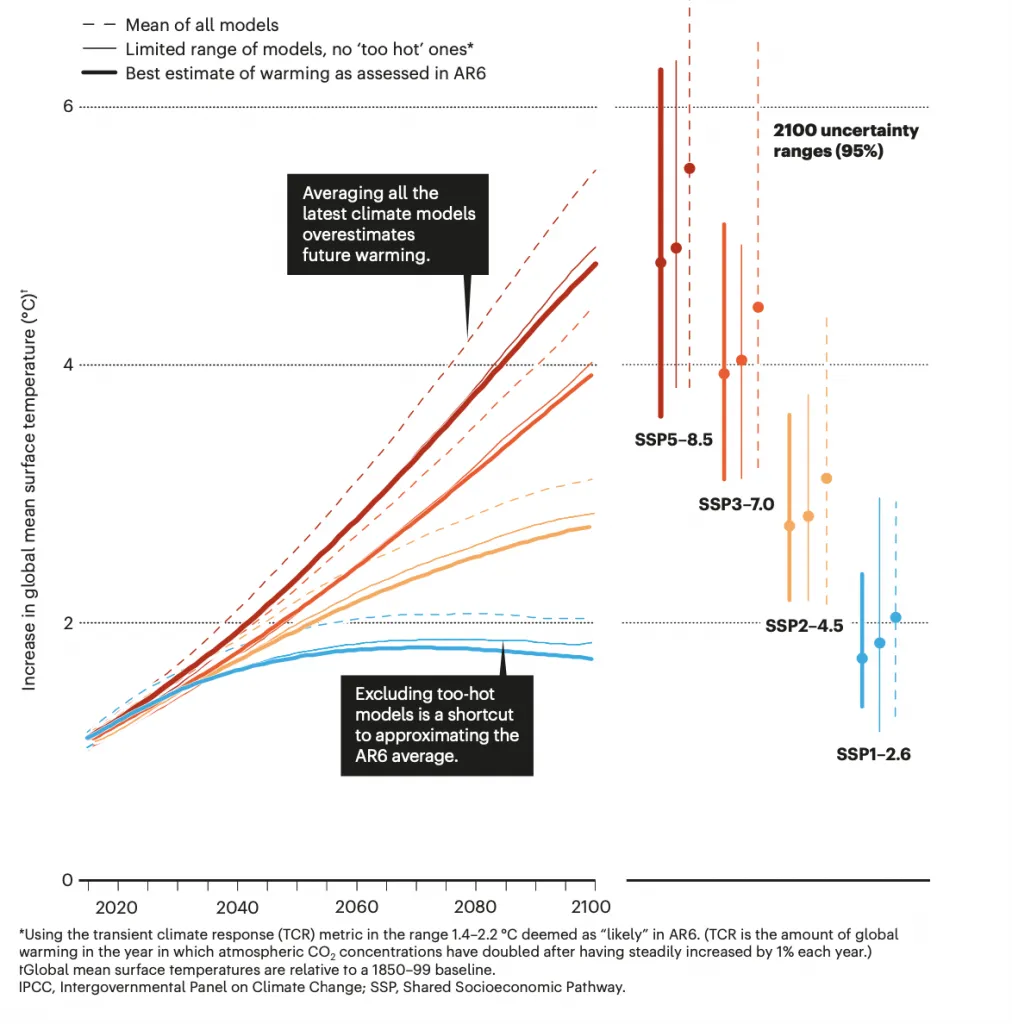 Mean of all models
Limited range of models, no ‘too hot’ ones*
Best estimate of warming as assessed in AR6
6
2100 uncertainty
ranges (95%)
Averaging all the
latest climate models
overestimates
future warming.
Increase in global mean surface temperature (°C)†
4
SSP5–8.5
SSP3–7.0
2
SSP2–4.5
Excluding too-hot
models is a shortcut
to approximating the
AR6 average.
SSP1–2.6
0
2020 2040 2060 2080 2100
*Using the transient climate response (TCR) metric in the range 1.4–2.2 °C deemed as “likely” in AR6. (TCR is the amount of global
warming in the year in which atmospheric CO₂ concentrations have doubled after having steadily increased by 1% each year.)
†Global mean surface temperatures are relative to a 1850–99 baseline.
IPCC, Intergovernmental Panel on Climate Change; SSP, Shared Socioeconomic Pathway.